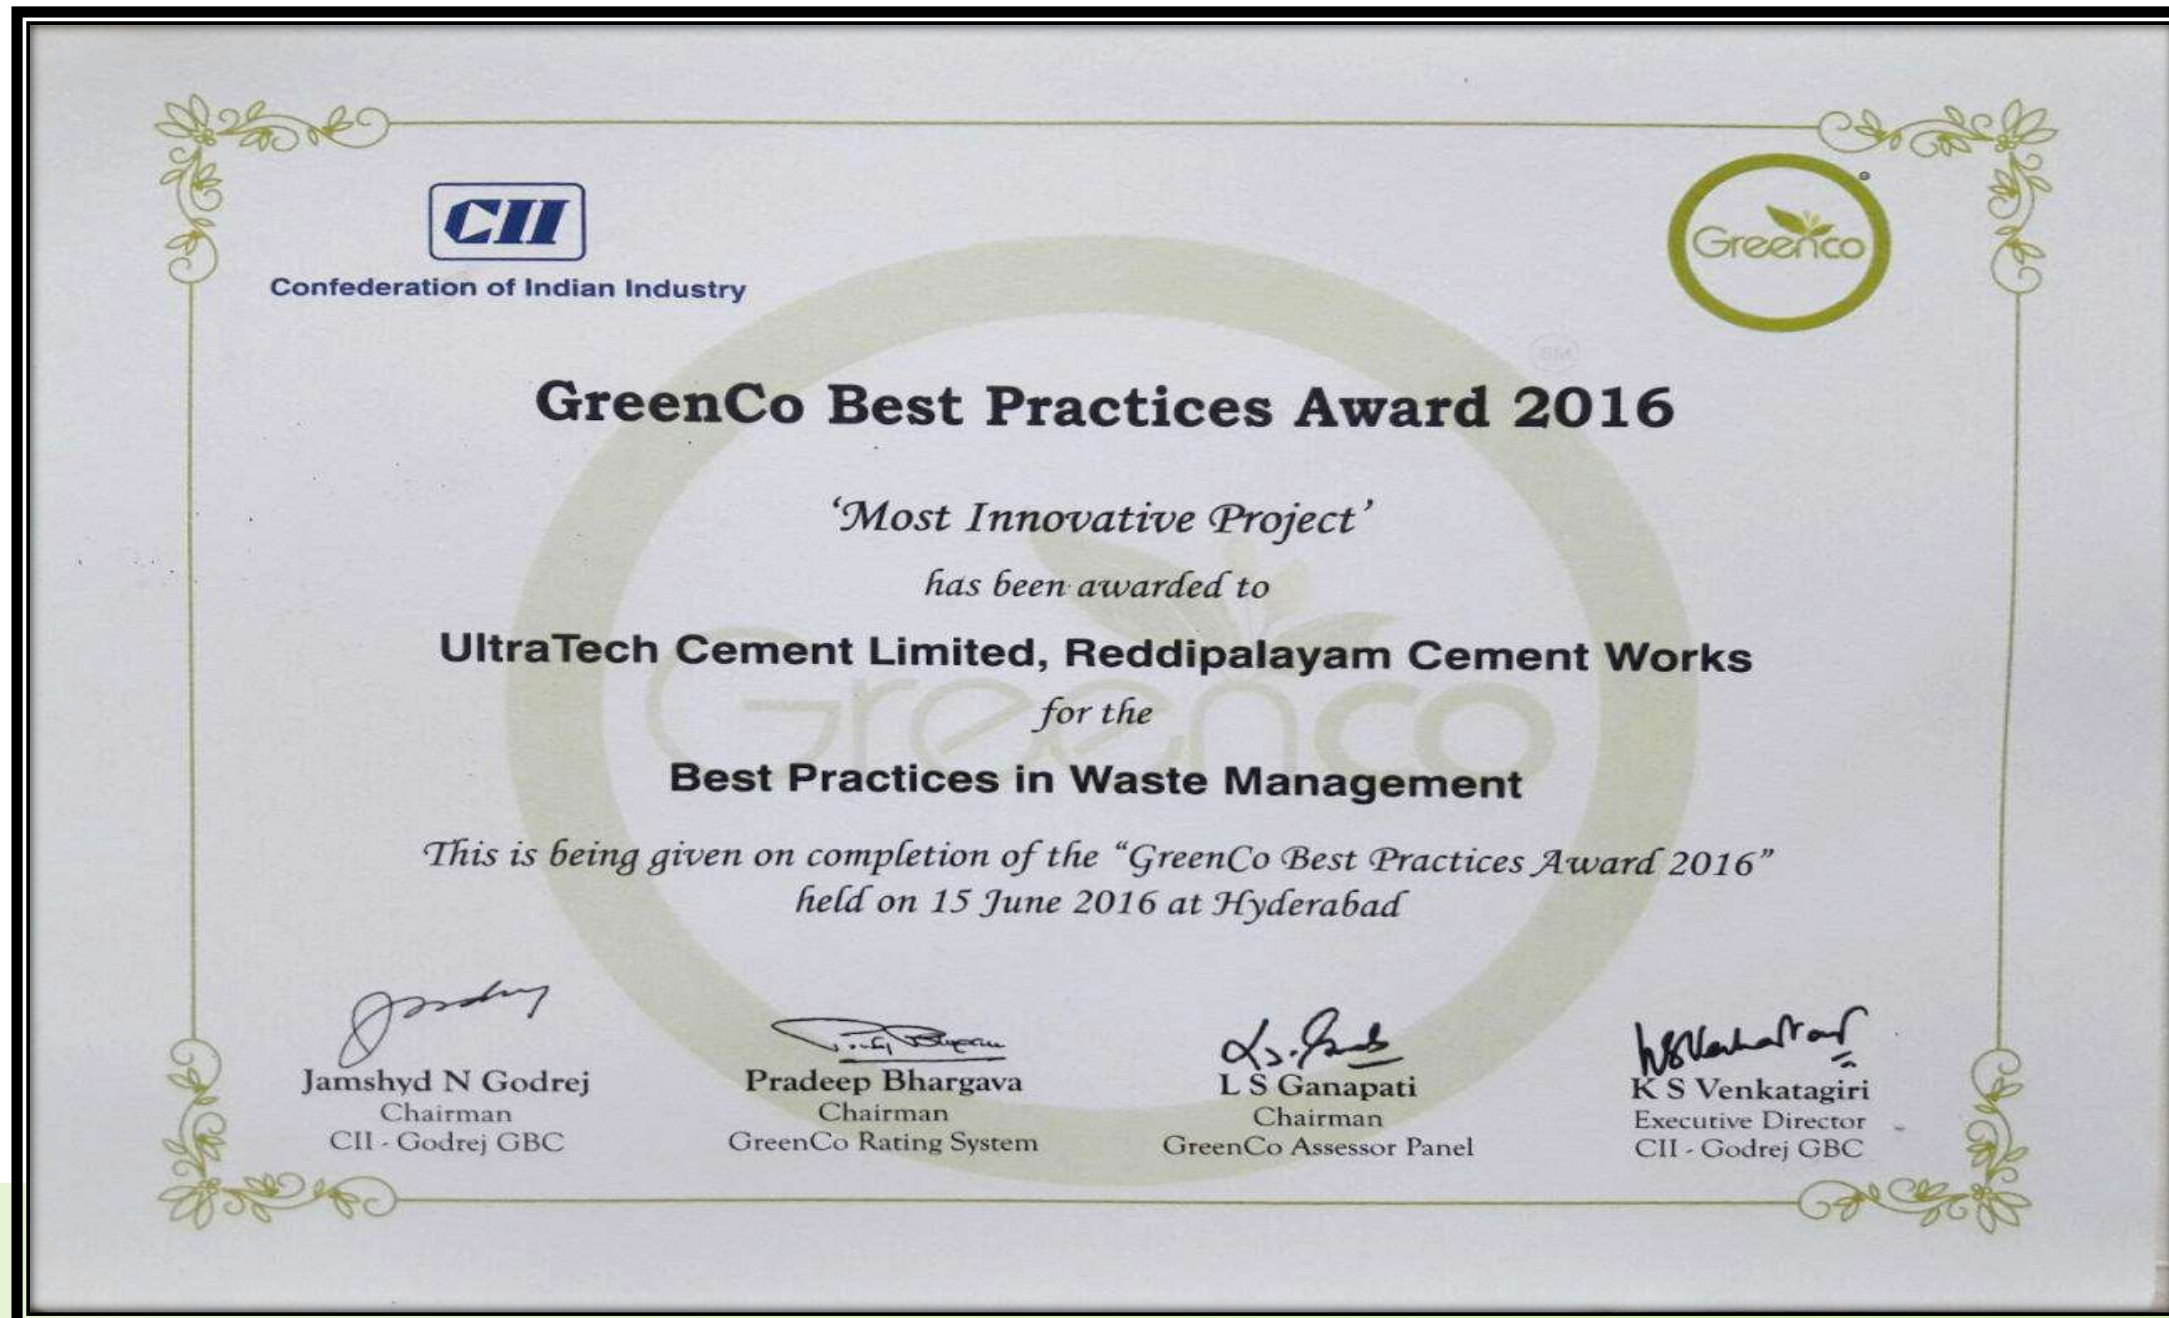 CII
Confederation of Indian Industry
Greenco
GreenCo Best Practices Award 2016
‘Most Innovative Project’
has been awarded to
UltraTech Cement Limited, Reddipalayam Cement Works
for the
Best Practices in Waste Management
This is being given on completion of the “GreenCo Best Practices Award 2016”
held on 15 June 2016 at Hyderabad
Jamshyd N Godrej
Chairman
CII - Godrej GBC
Pradeep Bhargava
Chairman
GreenCo Rating System
L S Ganapati
Chairman
GreenCo Assessor Panel
K S Venkatagiri
Executive Director
CII - Godrej GBC
Greenco